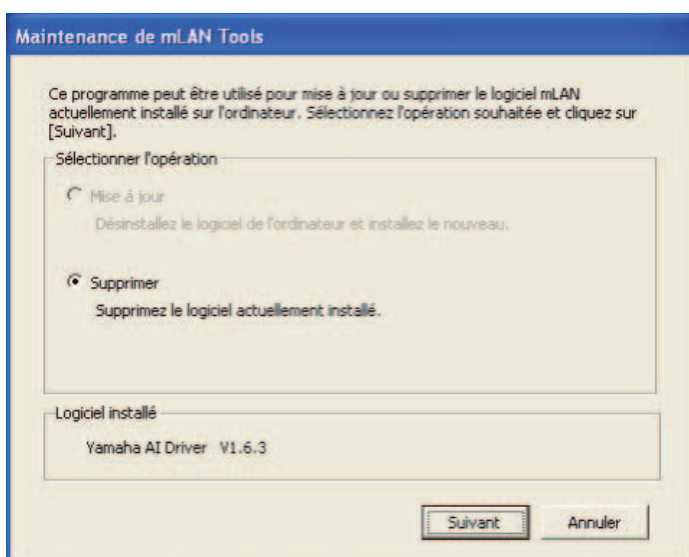 Maintenance de mLAN Tools
Ce programme peut être utilisé pour mise à jour ou supprimer le logiciel mLAN
actuellement installé sur l'ordinateur. Sélectionnez l'opération souhaitée et cliquez sur
[Suivant].
Sélectionner l'opération
Mise à jour
Désinstallez le logiciel de l'ordinateur et installez le nouveau.
Supprimer
Supprimez le logiciel actuellement installé.
Logiciel installé
Yamaha AI Driver V1.6.3
Suivant Annuler